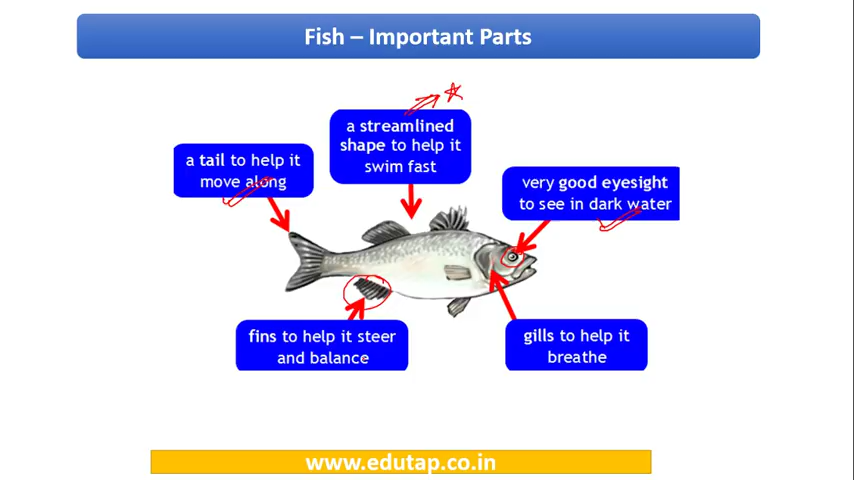 Fish – Important Parts
a streamlined
shape to help it
swim fast
a tail to help it
move along
very good eyesight
to see in dark water
fins to help it steer
and balance
gills to help it
breathe
www.edutap.co.in